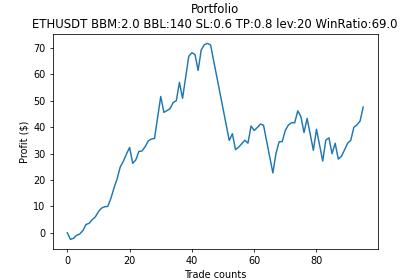 Portfolio
ETHUSDT BBM:2.0 BBL:140 SL:0.6 TP:0.8 lev:20 WinRatio:69.0
70
60
50
40
30
20
10
0
Profit ($)
0 20 40 60 80
Trade counts